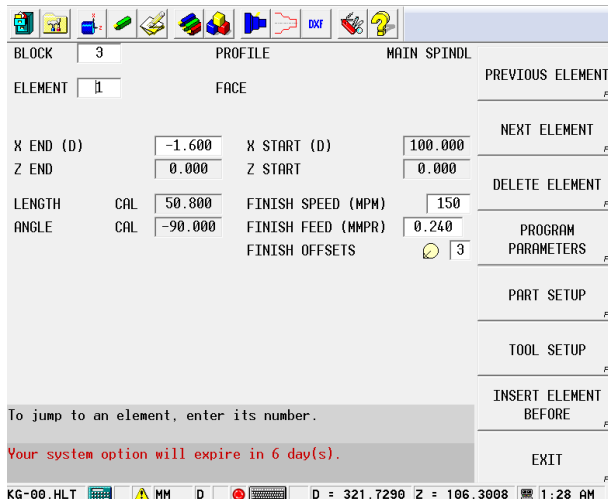 DXF
BLOCK 3 PROFILE MAIN SPINDL
ELEMENT 1 FACE
X END (D) -1.600 X START (D) 100.000
Z END 0.000 Z START 0.000
LENGTH CAL 50.800 FINISH SPEED (MPM) 150
ANGLE CAL -90.000 FINISH FEED (MMPR) 0.240
FINISH OFFSETS 3
PREVIOUS ELEMENT
NEXT ELEMENT
DELETE ELEMENT
PROGRAM
PARAMETERS
PART SETUP
TOOL SETUP
INSERT ELEMENT
BEFORE
EXIT
To jump to an element, enter its number.
Your system option will expire in 6 day(s).
KG-00.HLT MM D D = 321.7290 Z = 106.3008 1:28 AM